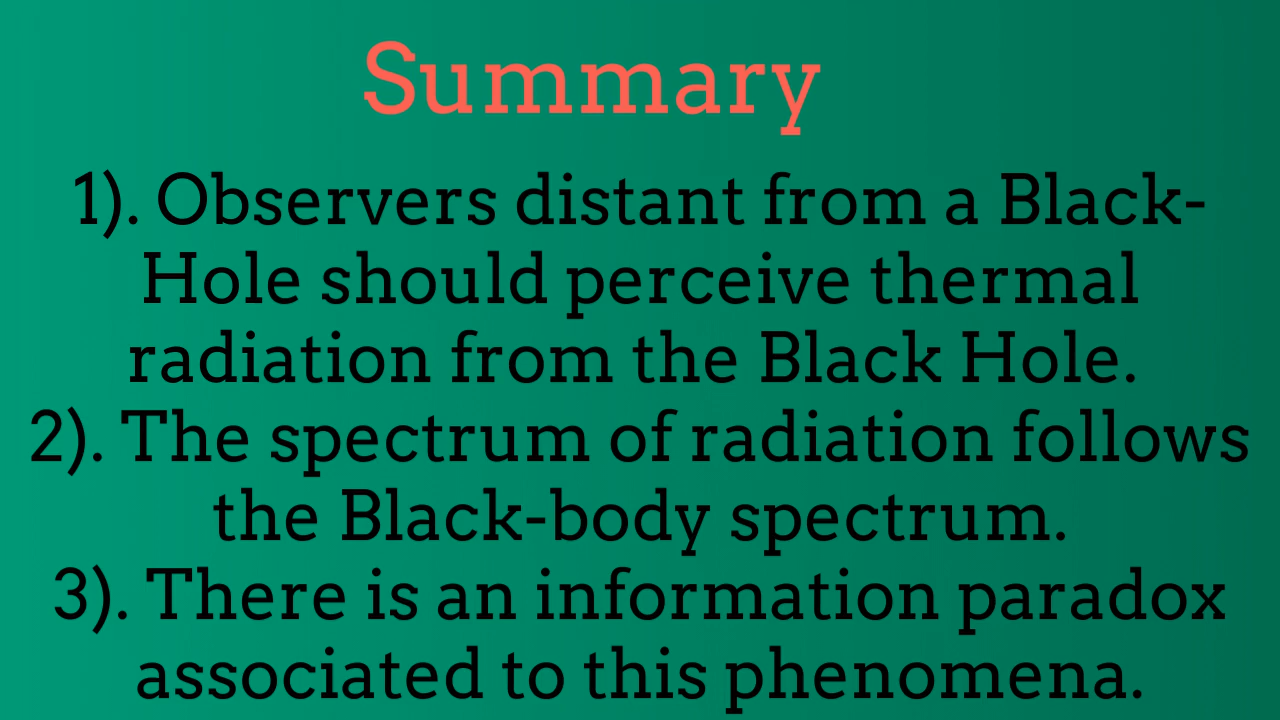 Summary
1). Observers distant from a Black-
Hole should perceive thermal
radiation from the Black Hole.
2). The spectrum of radiation follows
the Black-body spectrum.
3). There is an information paradox
associated to this phenomena.